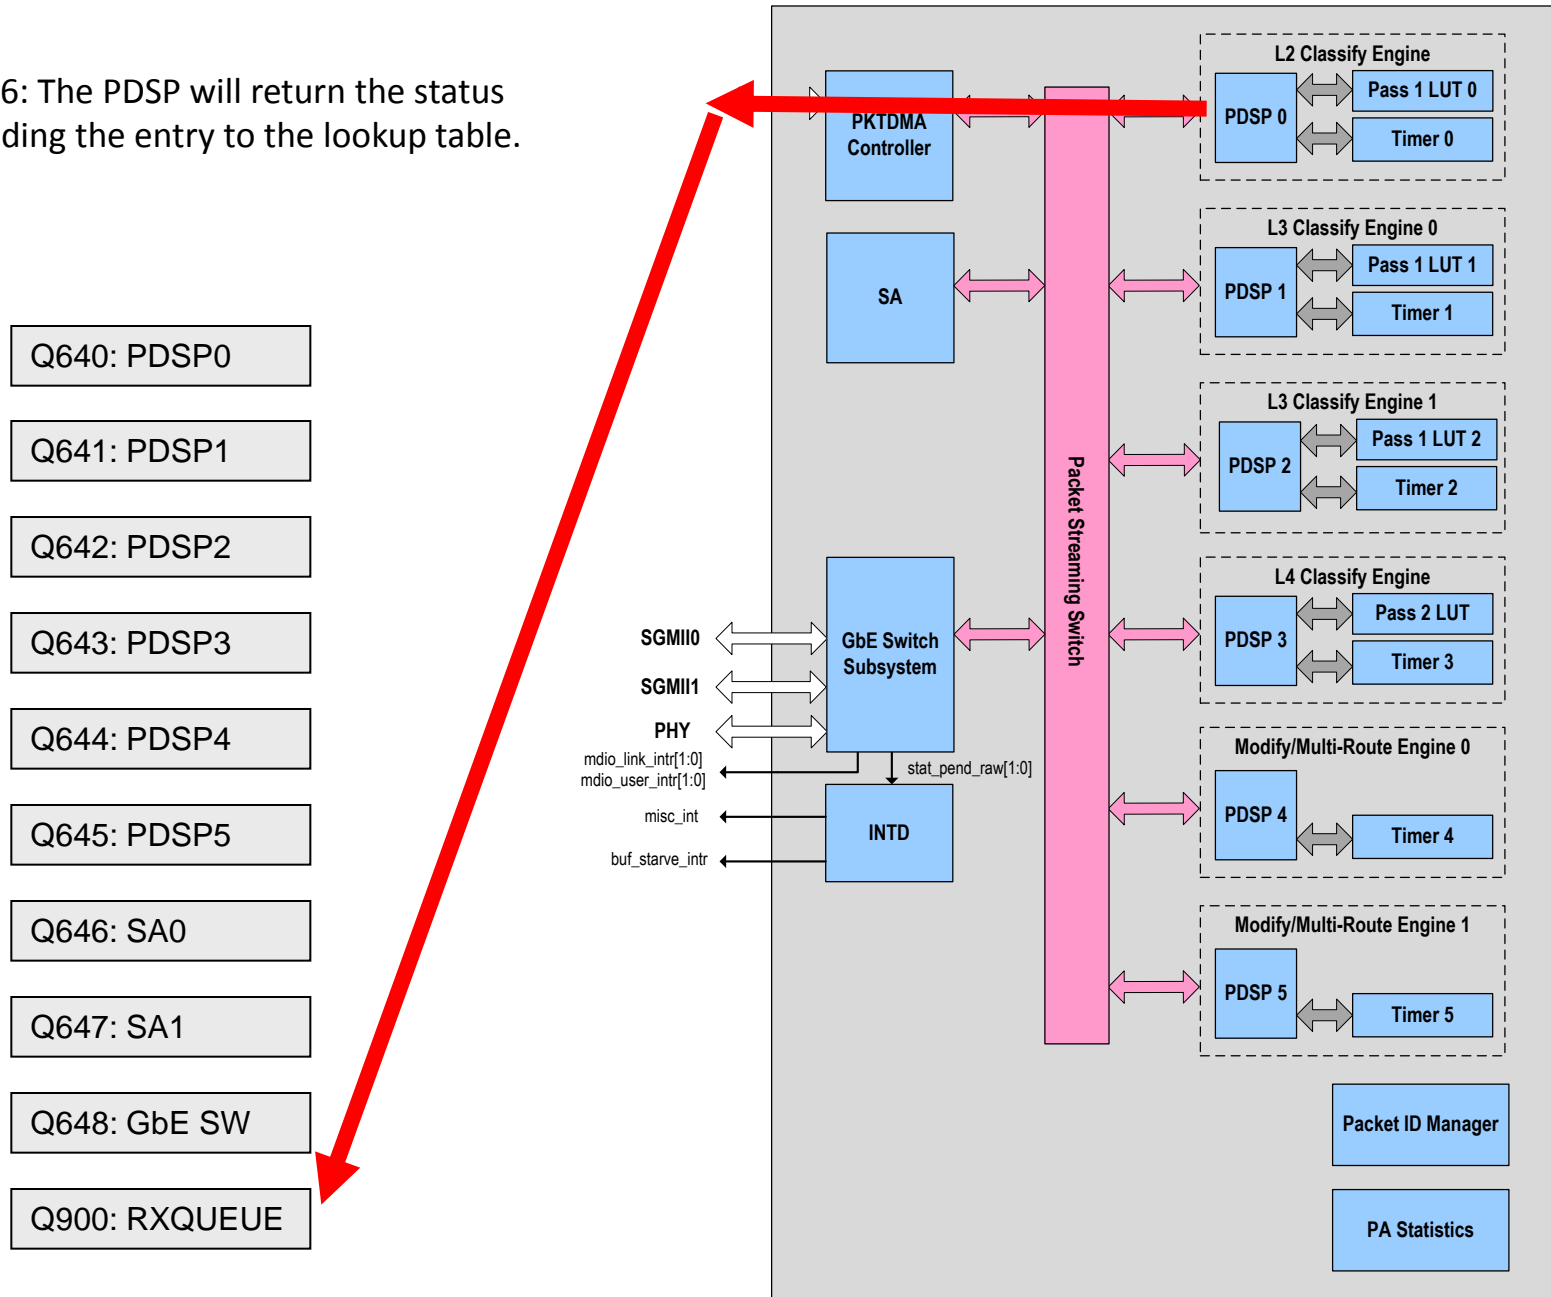 6: The PDSP will return the status
ding the entry to the lookup table.
Q640: PDSP0
Q641: PDSP1
Q642: PDSP2
Q643: PDSP3
Q644: PDSP4
Q645: PDSP5
Q646: SA0
Q647: SA1
Q648: GbE SW
Q900: RXQUEUE
PKTDMA
Controller
SA
GbE Switch
Subsystem
INTD
SGMII0
SGMII1
PHY
mdio_link_intr[1:0]
mdio_user_intr[1:0]
stat_pend_raw[1:0]
misc_int
buf_starve_intr
Packet Streaming Switch
L2 Classify Engine
PDSP 0
Pass 1 LUT 0
Timer 0
L3 Classify Engine 0
PDSP 1
Pass 1 LUT 1
Timer 1
L3 Classify Engine 1
PDSP 2
Pass 1 LUT 2
Timer 2
L4 Classify Engine
PDSP 3
Pass 2 LUT
Timer 3
Modify/Multi-Route Engine 0
PDSP 4
Timer 4
Modify/Multi-Route Engine 1
PDSP 5
Timer 5
Packet ID Manager
PA Statistics